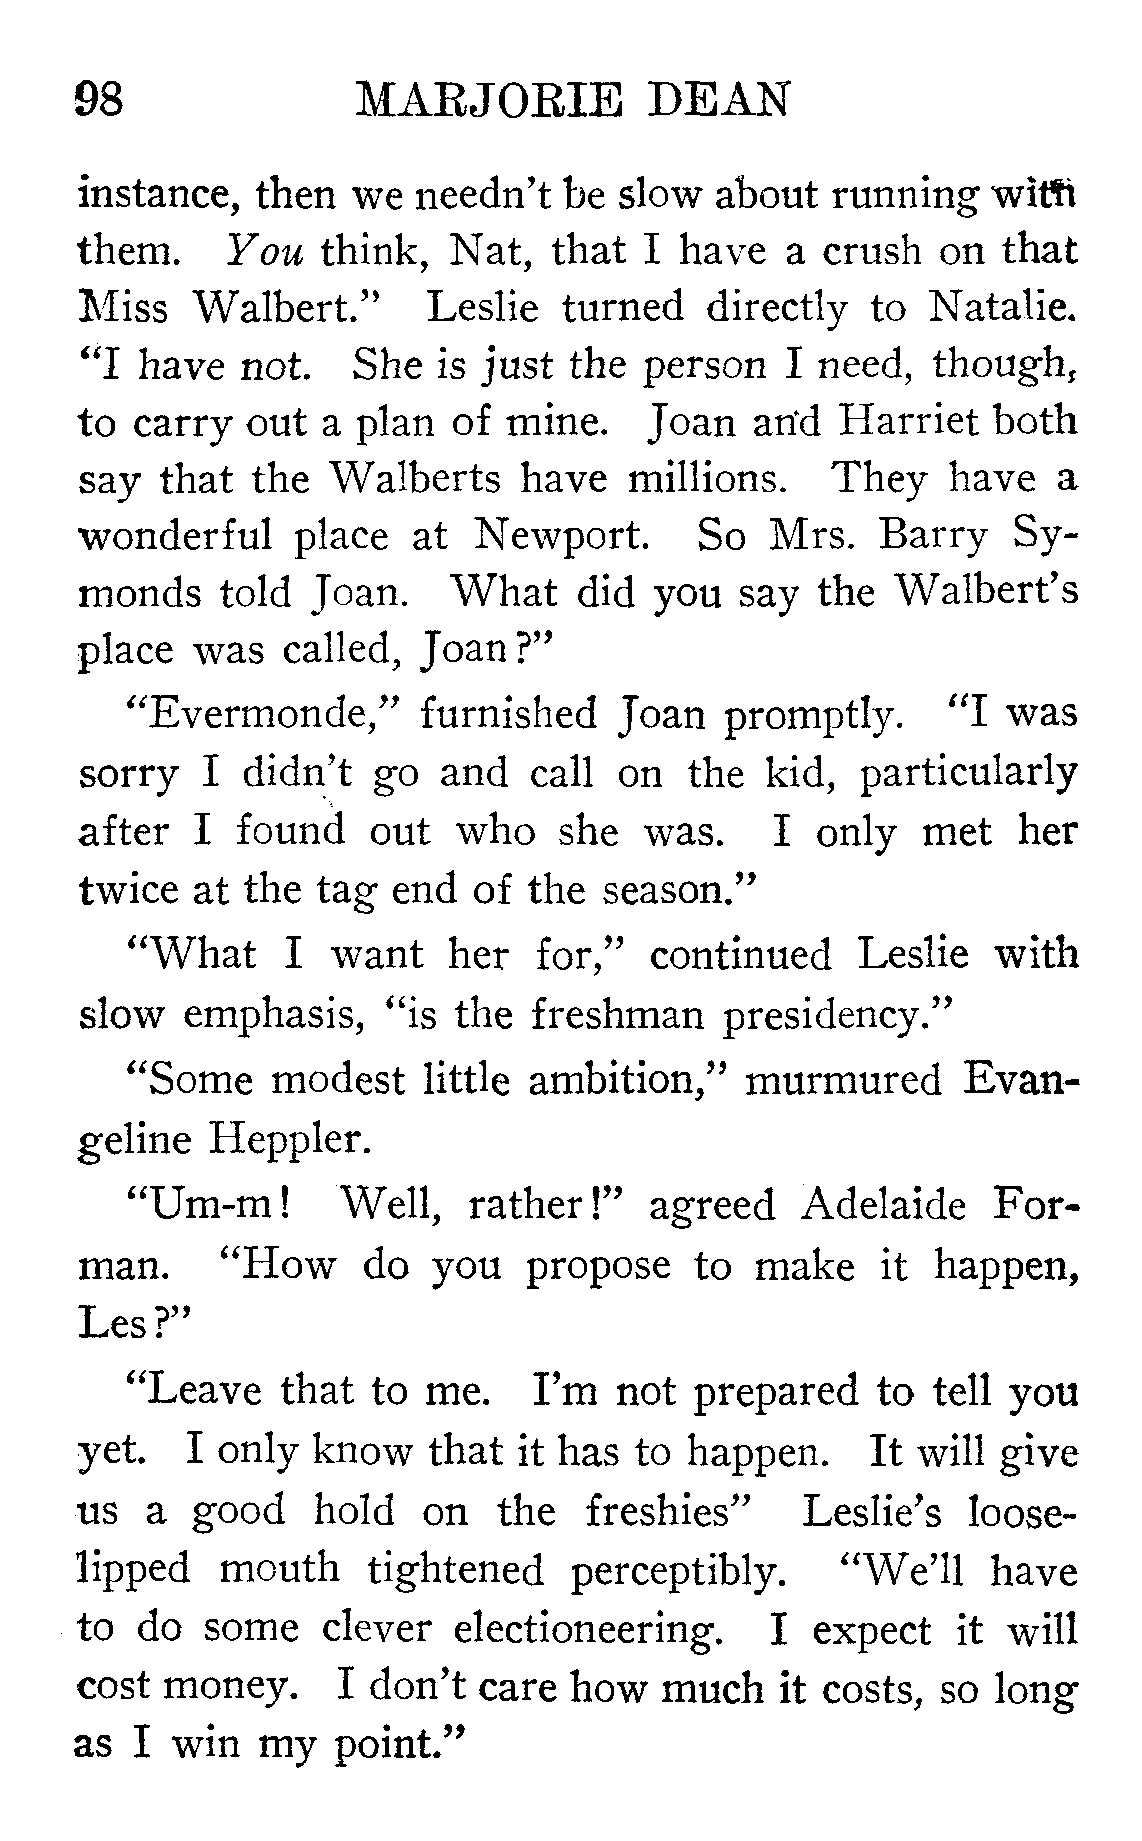 98 MARJORIE DEAN
instance, then we needn't be slow about running with
them. You think, Nat, that I have a crush on that
Miss Walbert." Leslie turned directly to Natalie.
"I have not. She is just the person I need, though,
to carry out a plan of mine. Joan and Harriet both
say that the Walberts have millions. They have a
wonderful place at Newport. So Mrs. Barry Sy-
monds told Joan. What did you say the Walbert's
place was called, Joan?"
"Evermonde," furnished Joan promptly. "I was
sorry I didn't go and call on the kid, particularly
after I found out who she was. I only met her
twice at the tag end of the season."
"What I want her for," continued Leslie with
slow emphasis, "is the freshman presidency."
"Some modest little ambition," murmured Evan-
geline Heppler.
"Um-m! Well, rather!" agreed Adelaide For-
man. "How do you propose to make it happen,
Les?"
"Leave that to me. I'm not prepared to tell you
yet. I only know that it has to happen. It will give
us a good hold on the freshies" Leslie's loose-
lipped mouth tightened perceptibly. "We'll have
to do some clever electioneering. I expect it will
cost money. I don't care how much it costs, so long
as I win my point."